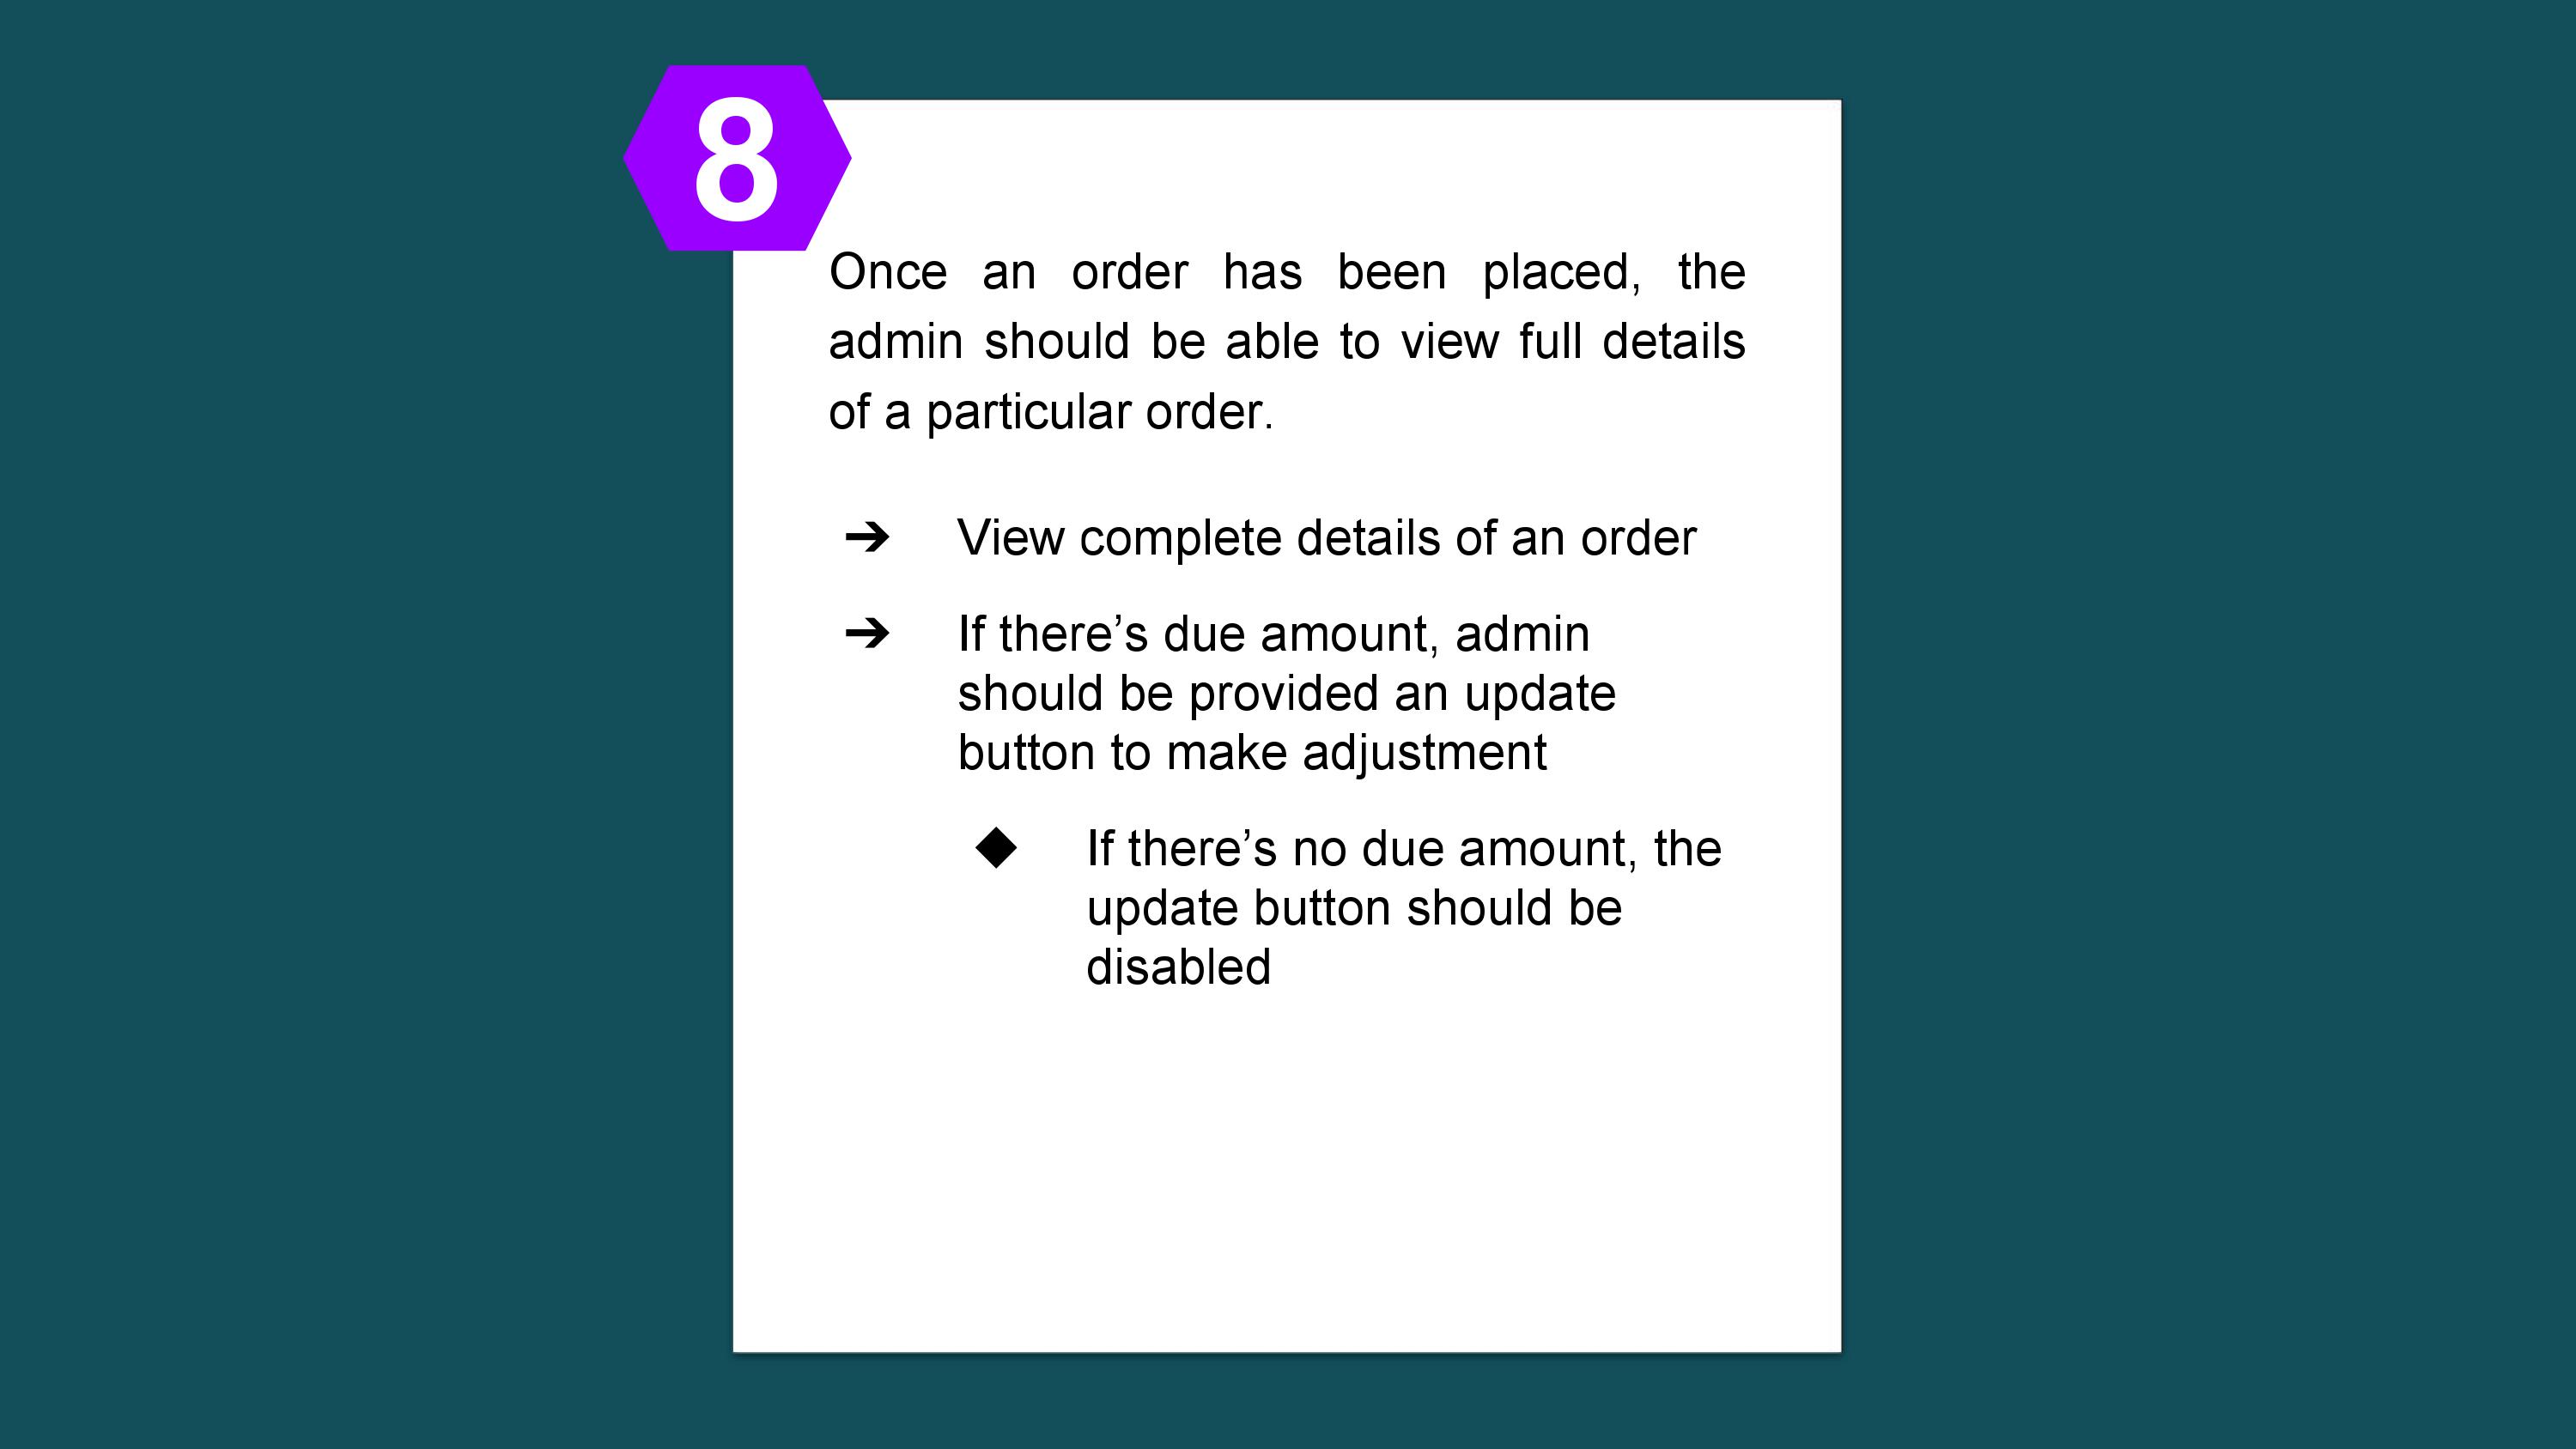 8
Once an order has been placed, the
admin should be able to view full details
of a particular order.
➔ View complete details of an order
➔ If there’s due amount, admin
should be provided an update
button to make adjustment
◆ If there’s no due amount, the
update button should be
disabled